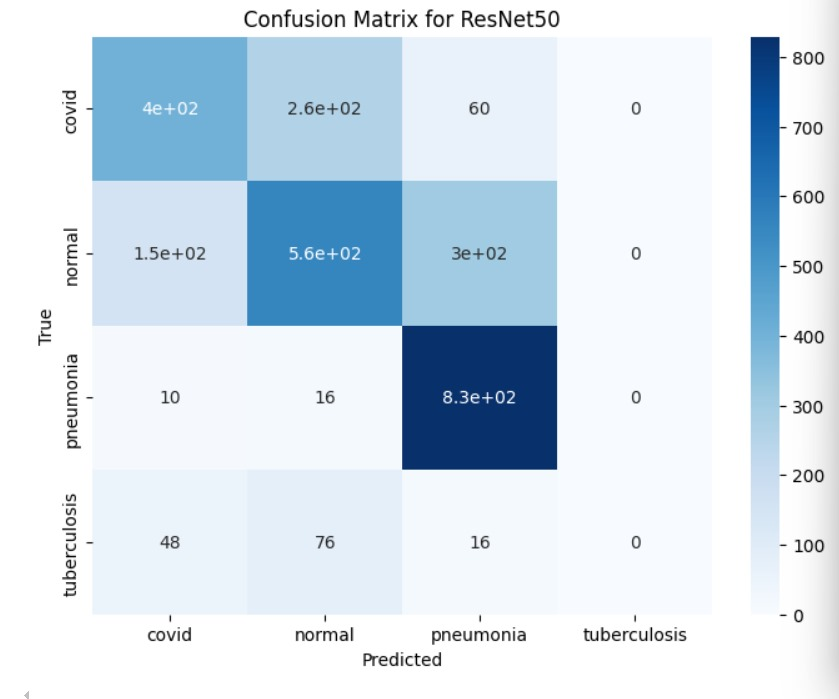 Confusion Matrix for ResNet50
True
covid 4e+02 2.6e+02 60 0
normal 1.5e+02 5.6e+02 3e+02 0
pneumonia 10 16 8.3e+02 0
tuberculosis 48 76 16 0
covid normal pneumonia tuberculosis
Predicted
800
700
600
500
400
300
200
100
0